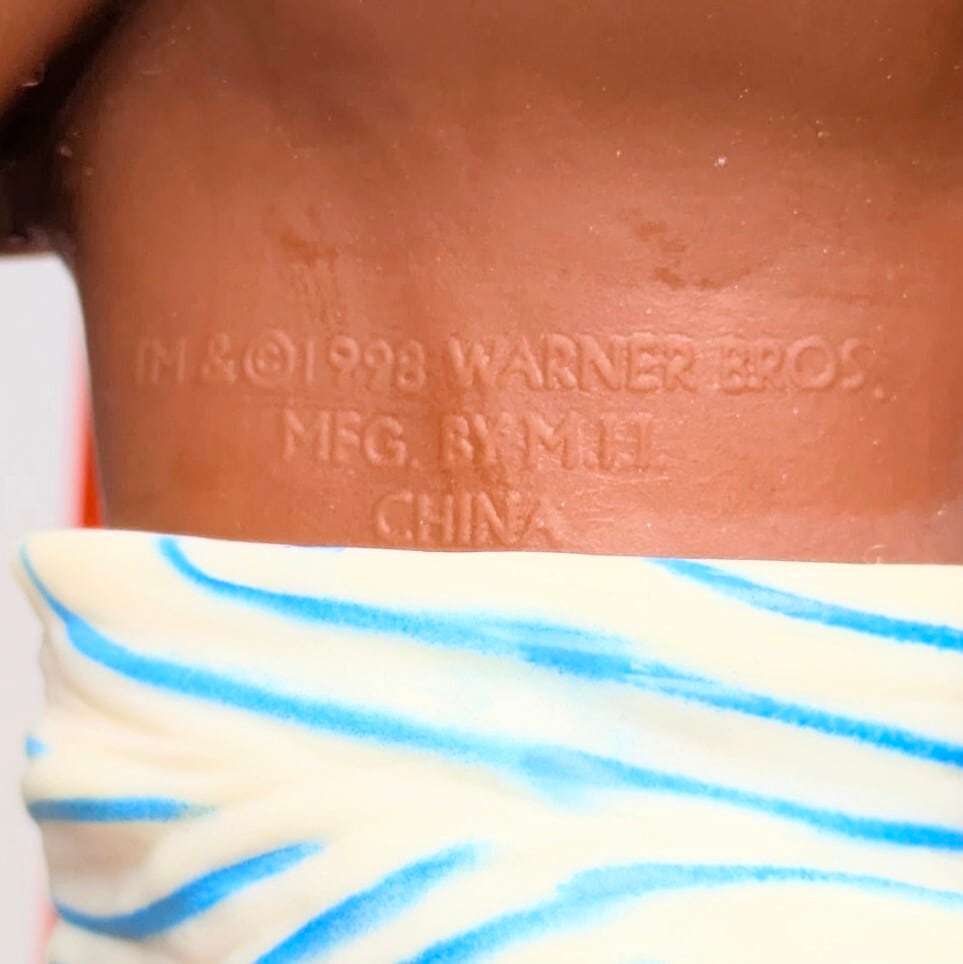 TM & ©1998 WARNER BROS.
MFG. BY M.I.I.
CHINA